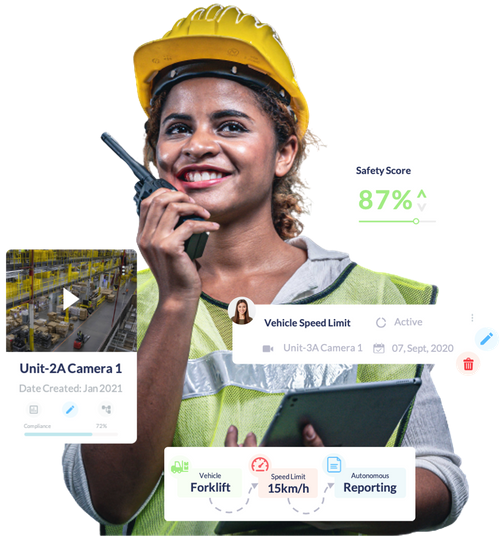 Safety Score
87%
Vehicle Speed Limit
Active
Unit-3A Camera 1
07, Sept, 2020
Unit-2A Camera 1
Date Created: Jan 2021
Compliance
72%
Vehicle
Forklift
Speed Limit
15km/h
Autonomous
Reporting